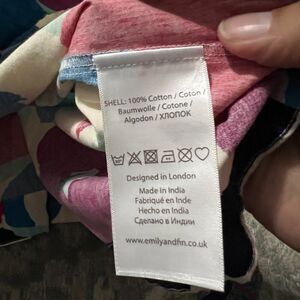 SHELL: 100% Cotton / Coton /
Baumwolle / Cotone /
Algodon / ХЛОПОК
Designed in London
Made in India
Fabriqué en Inde
Hecho en India
Сделано в Индии
www.emilyandfin.co.uk